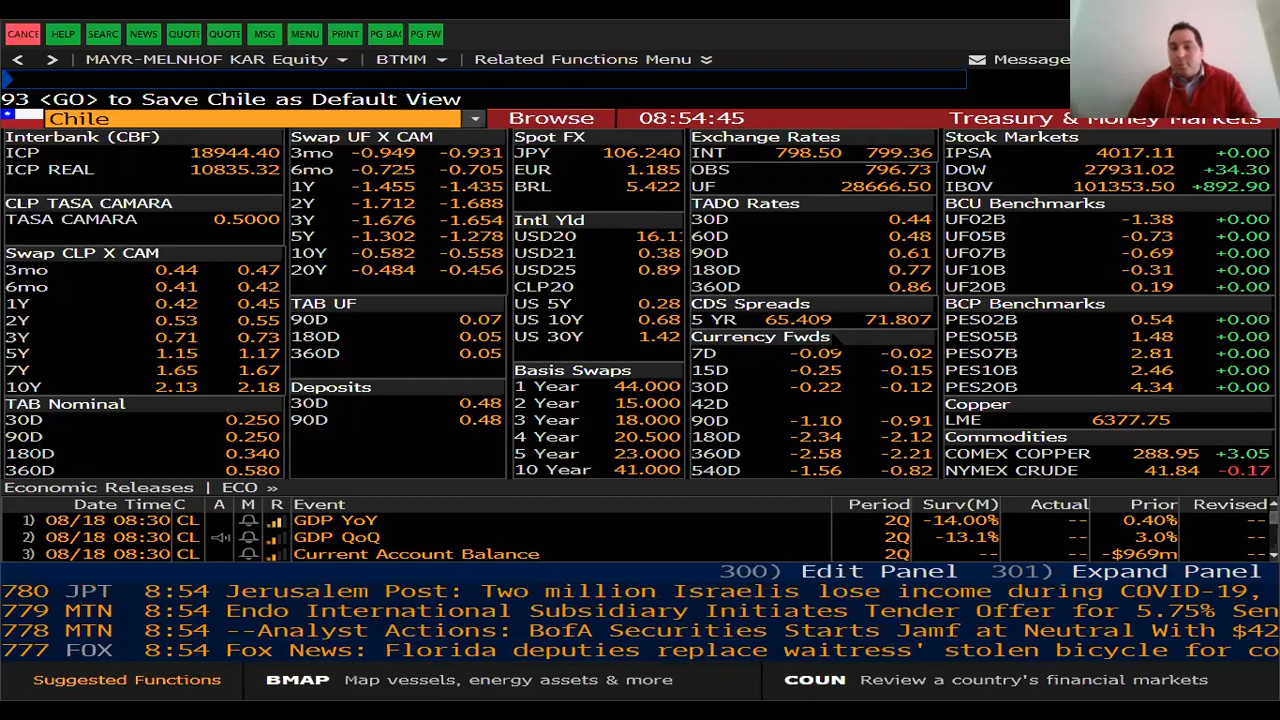 CANCE HELP SEARC NEWS QUOTE QUOTE MSG MENU PRINT PG BAC PG FW
< > MAYR-MELNHOF KAR Equity BTMM Related Functions Menu Message
93 <GO> to Save Chile as Default View
Chile Browse 08:54:45 Treasury & Money Markets
Interbank (CBF)
ICP 18944.40
ICP REAL 10835.32
CLP TASA CAMARA
TASA CAMARA 0.5000
Swap CLP X CAM
3mo 0.44 0.47
6mo 0.41 0.42
1Y 0.42 0.45
2Y 0.53 0.55
3Y 0.71 0.73
5Y 1.15 1.17
7Y 1.65 1.67
10Y 2.13 2.18
TAB Nominal
30D 0.250
90D 0.250
180D 0.340
360D 0.580
Swap UF X CAM
3mo -0.949 -0.931
6mo -0.725 -0.705
1Y -1.455 -1.435
2Y -1.712 -1.688
3Y -1.676 -1.654
5Y -1.302 -1.278
10Y -0.582 -0.558
20Y -0.484 -0.456
TAB UF
90D 0.07
180D 0.05
360D 0.05
Deposits
30D 0.48
90D 0.48
Spot FX
JPY 106.240
EUR 1.185
BRL 5.422
Intl Yld
USD20 16.1
USD21 0.38
USD25 0.89
CLP20
US 5Y 0.28
US 10Y 0.68
US 30Y 1.42
Basis Swaps
1 Year 44.000
2 Year 15.000
3 Year 18.000
4 Year 20.500
5 Year 23.000
10 Year 41.000
Exchange Rates
INT 798.50 799.36
OBS 796.73
UF 28666.50
TADO Rates
30D 0.44
60D 0.48
90D 0.61
180D 0.77
360D 0.86
CDS Spreads
5 YR 65.409 71.807
Currency Fwds
7D -0.09 -0.02
15D -0.25 -0.15
30D -0.22 -0.12
42D
90D -1.10 -0.91
180D -2.34 -2.12
360D -2.58 -2.21
540D -1.56 -0.82
Stock Markets
IPSA 4017.11 +0.00
DOW 27931.02 +34.30
IBOV 101353.50 +892.90
BCU Benchmarks
UF02B -1.38 +0.00
UF05B -0.73 +0.00
UF07B -0.69 +0.00
UF10B -0.31 +0.00
UF20B 0.19 +0.00
BCP Benchmarks
PES02B 0.54 +0.00
PES05B 1.48 +0.00
PES07B 2.81 +0.00
PES10B 2.46 +0.00
PES20B 4.34 +0.00
Copper
LME 6377.75
Commodities
COMEX COPPER 288.95 +3.05
NYMEX CRUDE 41.84 -0.17
Economic Releases | ECO »
Date Time C A M R Event Period Surv(M) Actual Prior Revised
1) 08/18 08:30 CL GDP YoY 2Q -14.00% -- 0.40% --
2) 08/18 08:30 CL GDP QoQ 2Q -13.1% -- 3.0% --
3) 08/18 08:30 CL Current Account Balance 2Q -- -- -$969m --
300) Edit Panel 301) Expand Panel
780 JPT 8:54 Jerusalem Post: Two million Israelis lose income during COVID-19,
779 MTN 8:54 Endo International Subsidiary Initiates Tender Offer for 5.75% Sen
778 MTN 8:54 --Analyst Actions: BofA Securities Starts Jamf at Neutral With $42
777 FOX 8:54 Fox News: Florida deputies replace waitress' stolen bicycle for co
Suggested Functions BMAP Map vessels, energy assets & more COUN Review a country's financial markets